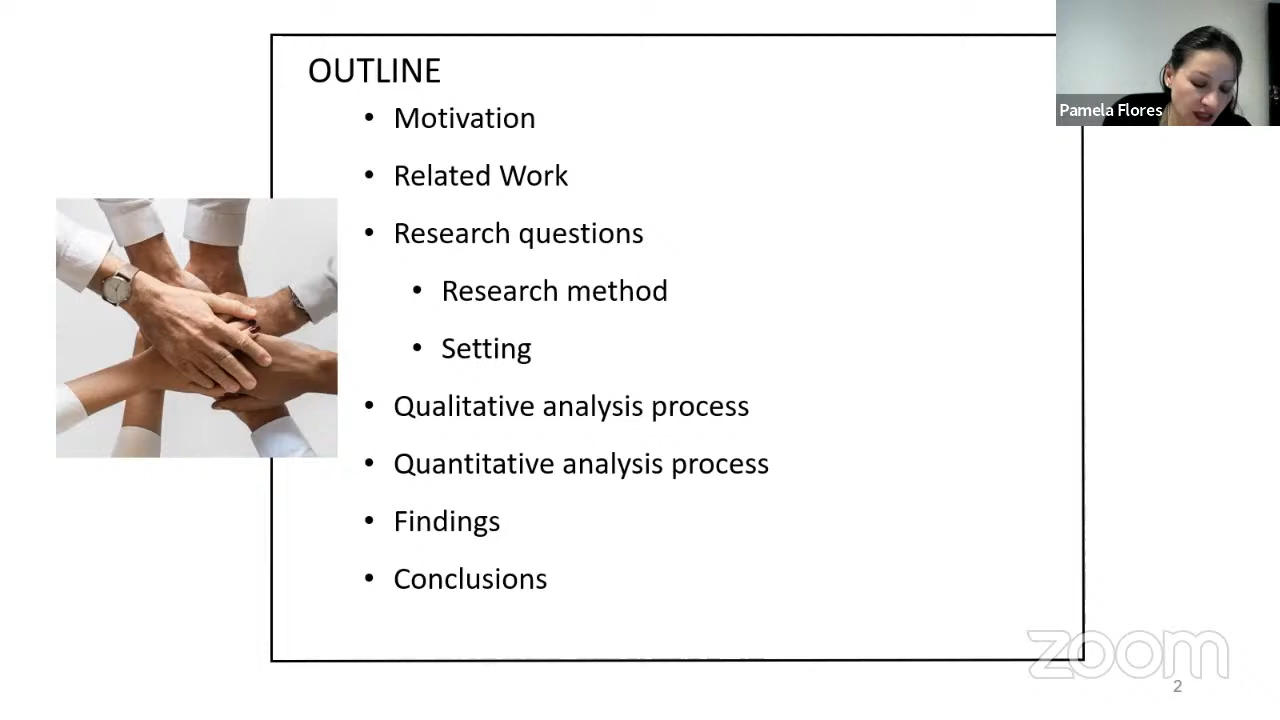 OUTLINE
• Motivation
• Related Work
• Research questions
• Research method
• Setting
• Qualitative analysis process
• Quantitative analysis process
• Findings
• Conclusions
Pamela Flores
zoom
2